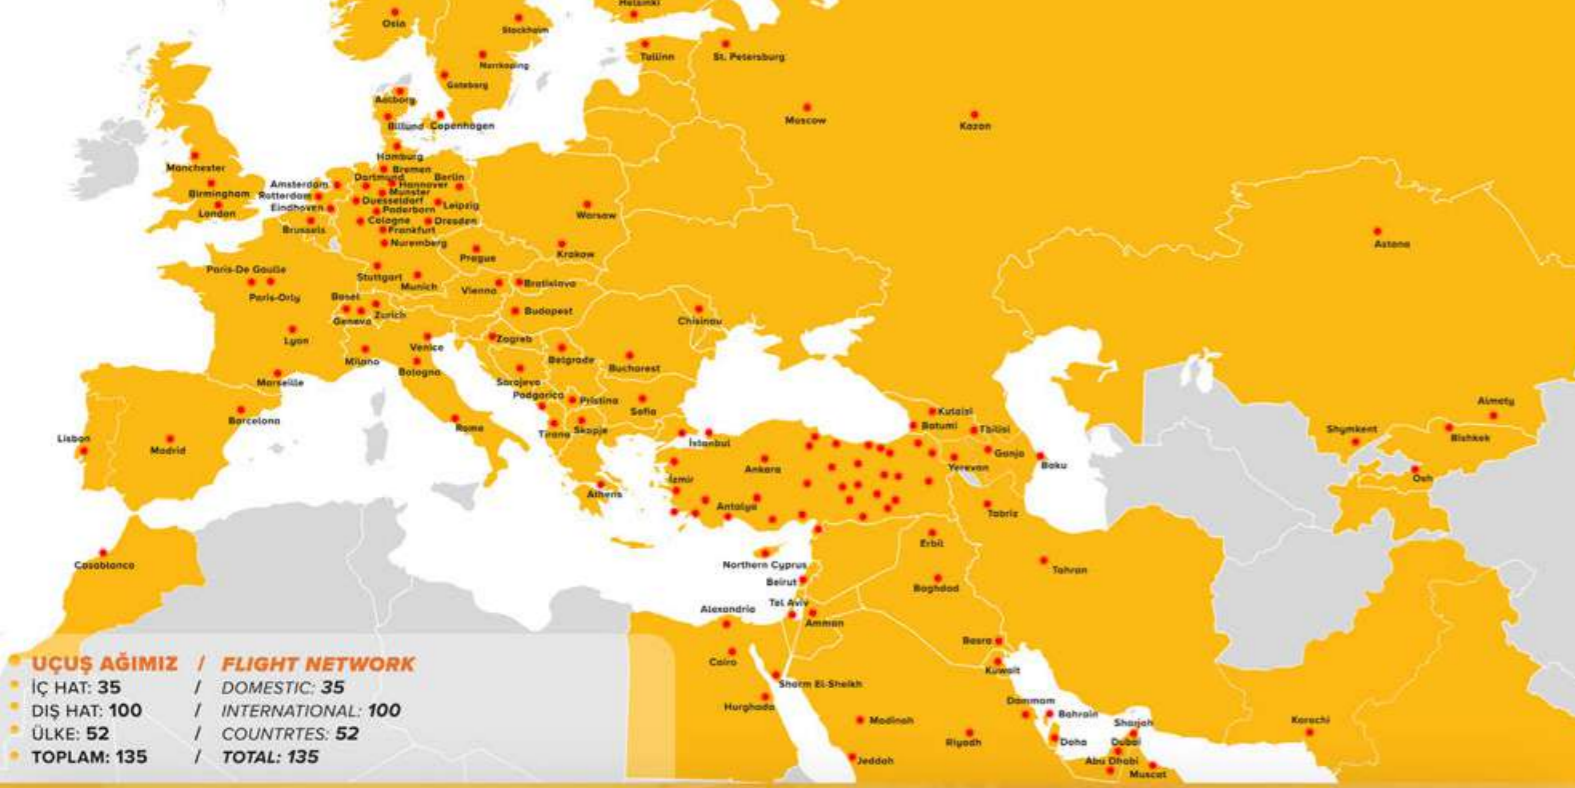 Helsinki
Oslo
Stockholm
Tallinn
St. Petersburg
Norrkoping
Goteborg
Aalborg
Billund Copenhagen
Moscow
Kazan
Hamburg
Manchester
Bremen
Dortmund Berlin
Amsterdam Hannover
Birmingham Rotterdam Munster
Duesseldorf Leipzig
London Eindhoven Paderborn
Warsaw
Cologne Dresden
Brussels Frankfurt
Nuremberg
Astana
Krakow
Prague
Paris-De Gaulle
Stuttgart
Munich
Vienna Bratislava
Paris-Orly Basel
Budapest
Geneva Zurich
Chisinau
Lyon
Venice Zagreb
Milano Belgrade
Bologna Bucharest
Marseille Sarajevo
Podgorica Pristina
Almaty
Sofia
Kutaisi
Barcelona
Batumi Tbilisi
Rome Tirana Skopje
Shymkent
Lisbon Bishkek
İstanbul
Madrid
Ganja
Ankara Yerevan Baku
İzmir Osh
Athens
Antalya
Tabriz
Erbil
Casablanca Northern Cyprus
Tahran
Beirut
Baghdad
Tel Aviv
Alexandria
Amman
Basra
Cairo
Kuwait
Sharm El-Sheikh
Hurghada
Dammam
Bahrain
Madinah Sharjah
Karachi
Riyadh Doha Dubai
Jeddah Abu Dhabi
Muscat
UÇUŞ AĞIMIZ / FLIGHT NETWORK
İÇ HAT: 35 / DOMESTIC: 35
DIŞ HAT: 100 / INTERNATIONAL: 100
ÜLKE: 52 / COUNTRTES: 52
TOPLAM: 135 / TOTAL: 135